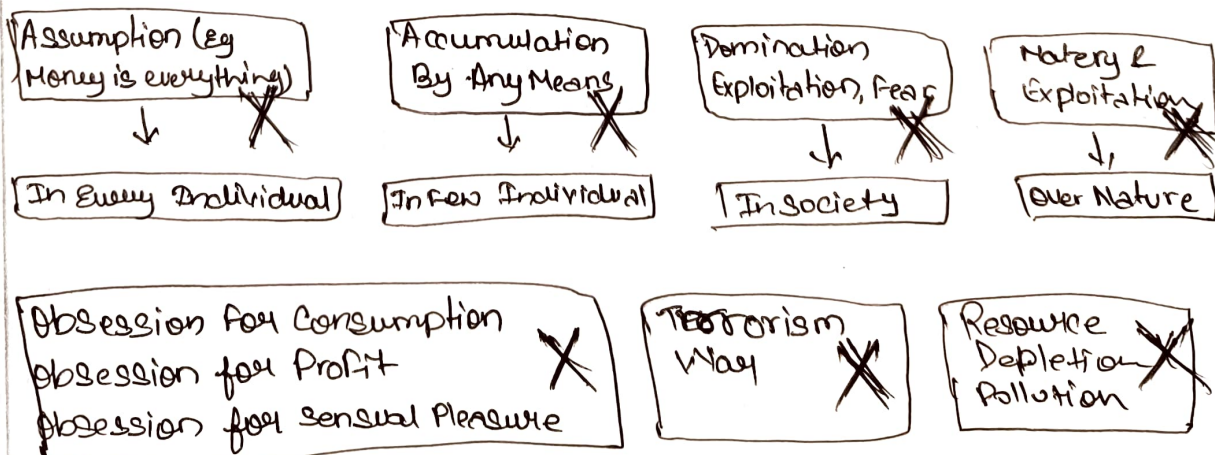 Assumption (eg
Money is everything)
Accumulation
By Any Means
Domination
Exploitation, Fear
Matery &
Exploitation
In Every Individual
In Few Individual
In Society
Over Nature
Obsession for Consumption
Obsession for Profit
Obsession for Sensual Pleasure
Terrorism
War
Resource
Depletion
Pollution